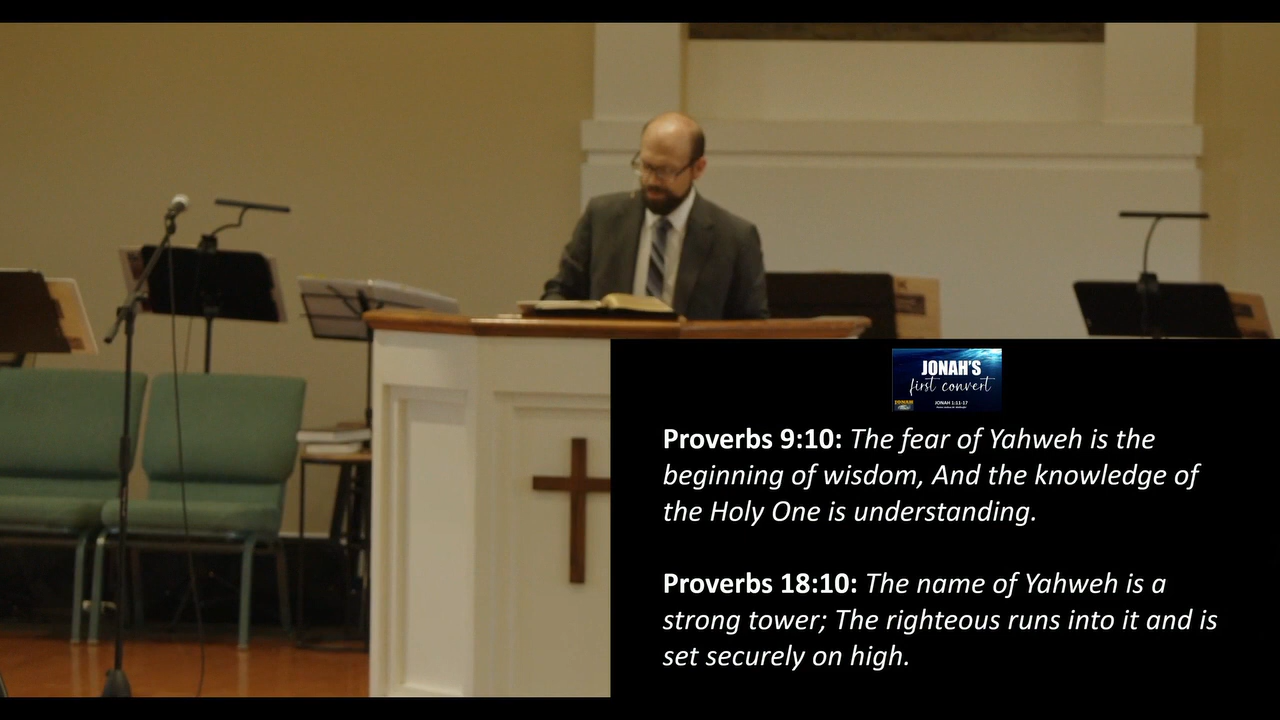 JONAH'S
first convert
JONAH 1:11-17
Proverbs 9:10: The fear of Yahweh is the
beginning of wisdom, And the knowledge of
the Holy One is understanding.
Proverbs 18:10: The name of Yahweh is a
strong tower; The righteous runs into it and is
set securely on high.